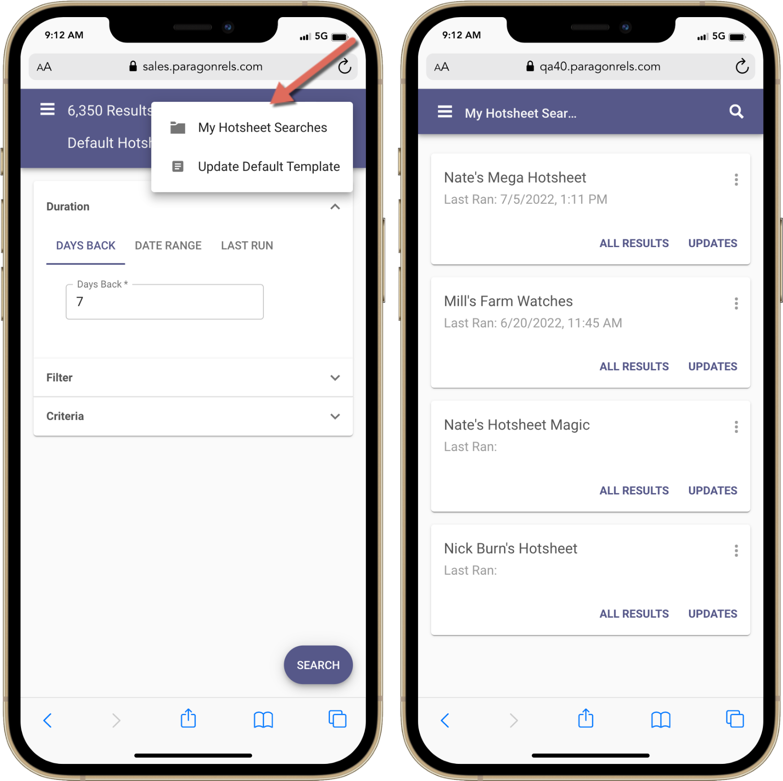 9:12 AM
5G
AA
sales.paragonrels.com
6,350 Results
Default Hotsh
My Hotsheet Searches
Update Default Template
Duration
DAYS BACK
DATE RANGE
LAST RUN
Days Back *
7
Filter
Criteria
SEARCH
9:12 AM
5G
AA
qa40.paragonrels.com
My Hotsheet Sear...
Nate's Mega Hotsheet
Last Ran: 7/5/2022, 1:11 PM
ALL RESULTS UPDATES
Mill's Farm Watches
Last Ran: 6/20/2022, 11:45 AM
ALL RESULTS UPDATES
Nate's Hotsheet Magic
Last Ran:
ALL RESULTS UPDATES
Nick Burn's Hotsheet
Last Ran:
ALL RESULTS UPDATES